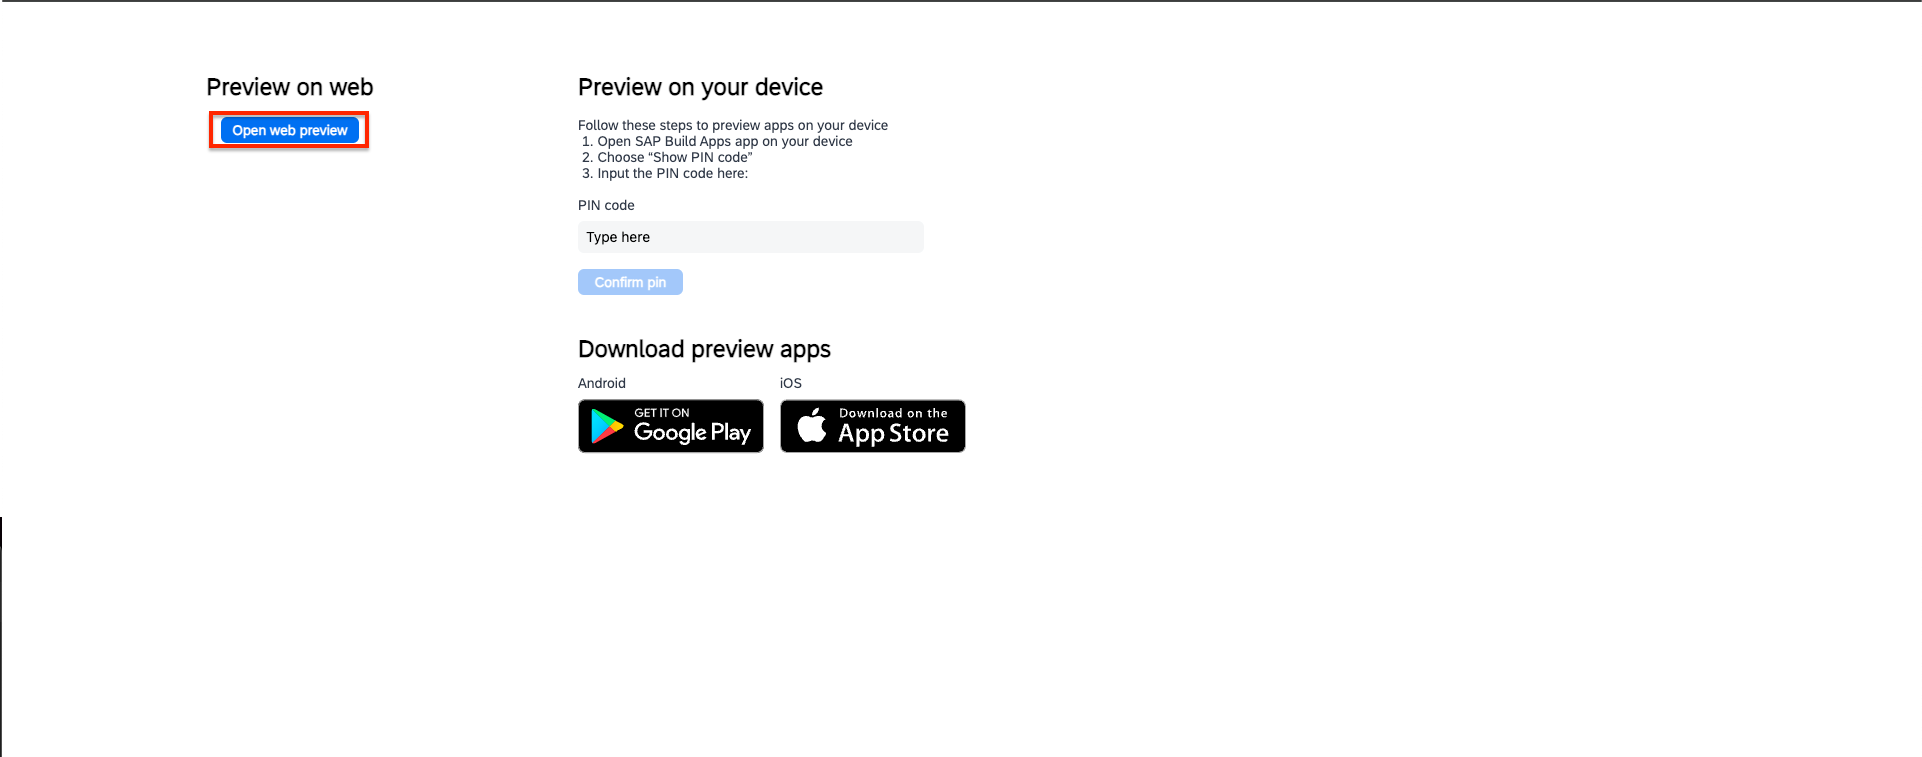 Preview on web
Open web preview
Preview on your device
Follow these steps to preview apps on your device
1. Open SAP Build Apps app on your device
2. Choose “Show PIN code”
3. Input the PIN code here:
PIN code
Type here
Confirm pin
Download preview apps
Android
GET IT ON
Google Play
iOS
Download on the
App Store